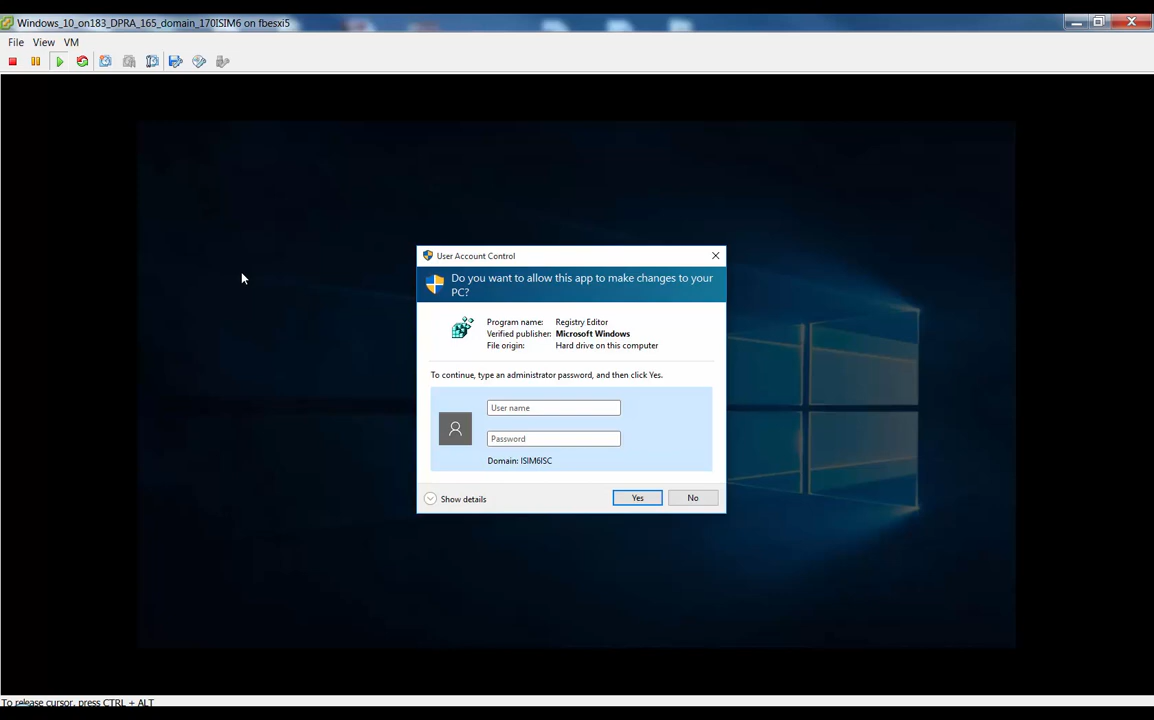 Windows_10_on183_DPRA_165_domain_170ISIM6 on fbesxi5
File View VM
User Account Control
Do you want to allow this app to make changes to your
PC?
Program name: Registry Editor
Verified publisher: Microsoft Windows
File origin: Hard drive on this computer
To continue, type an administrator password, and then click Yes.
User name
Password
Domain: ISIM6ISC
Show details Yes No
To release cursor, press CTRL + ALT